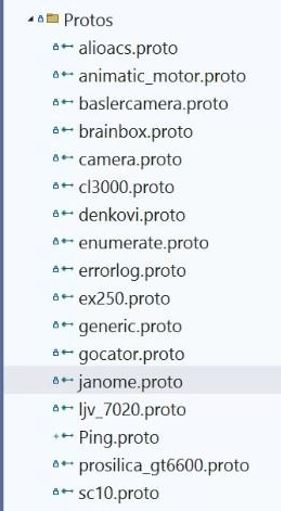 Protos
alioacs.proto
animatic_motor.proto
baslercamera.proto
brainbox.proto
camera.proto
cl3000.proto
denkovi.proto
enumerate.proto
errorlog.proto
ex250.proto
generic.proto
gocator.proto
janome.proto
ljv_7020.proto
Ping.proto
prosilica_gt6600.proto
sc10.proto